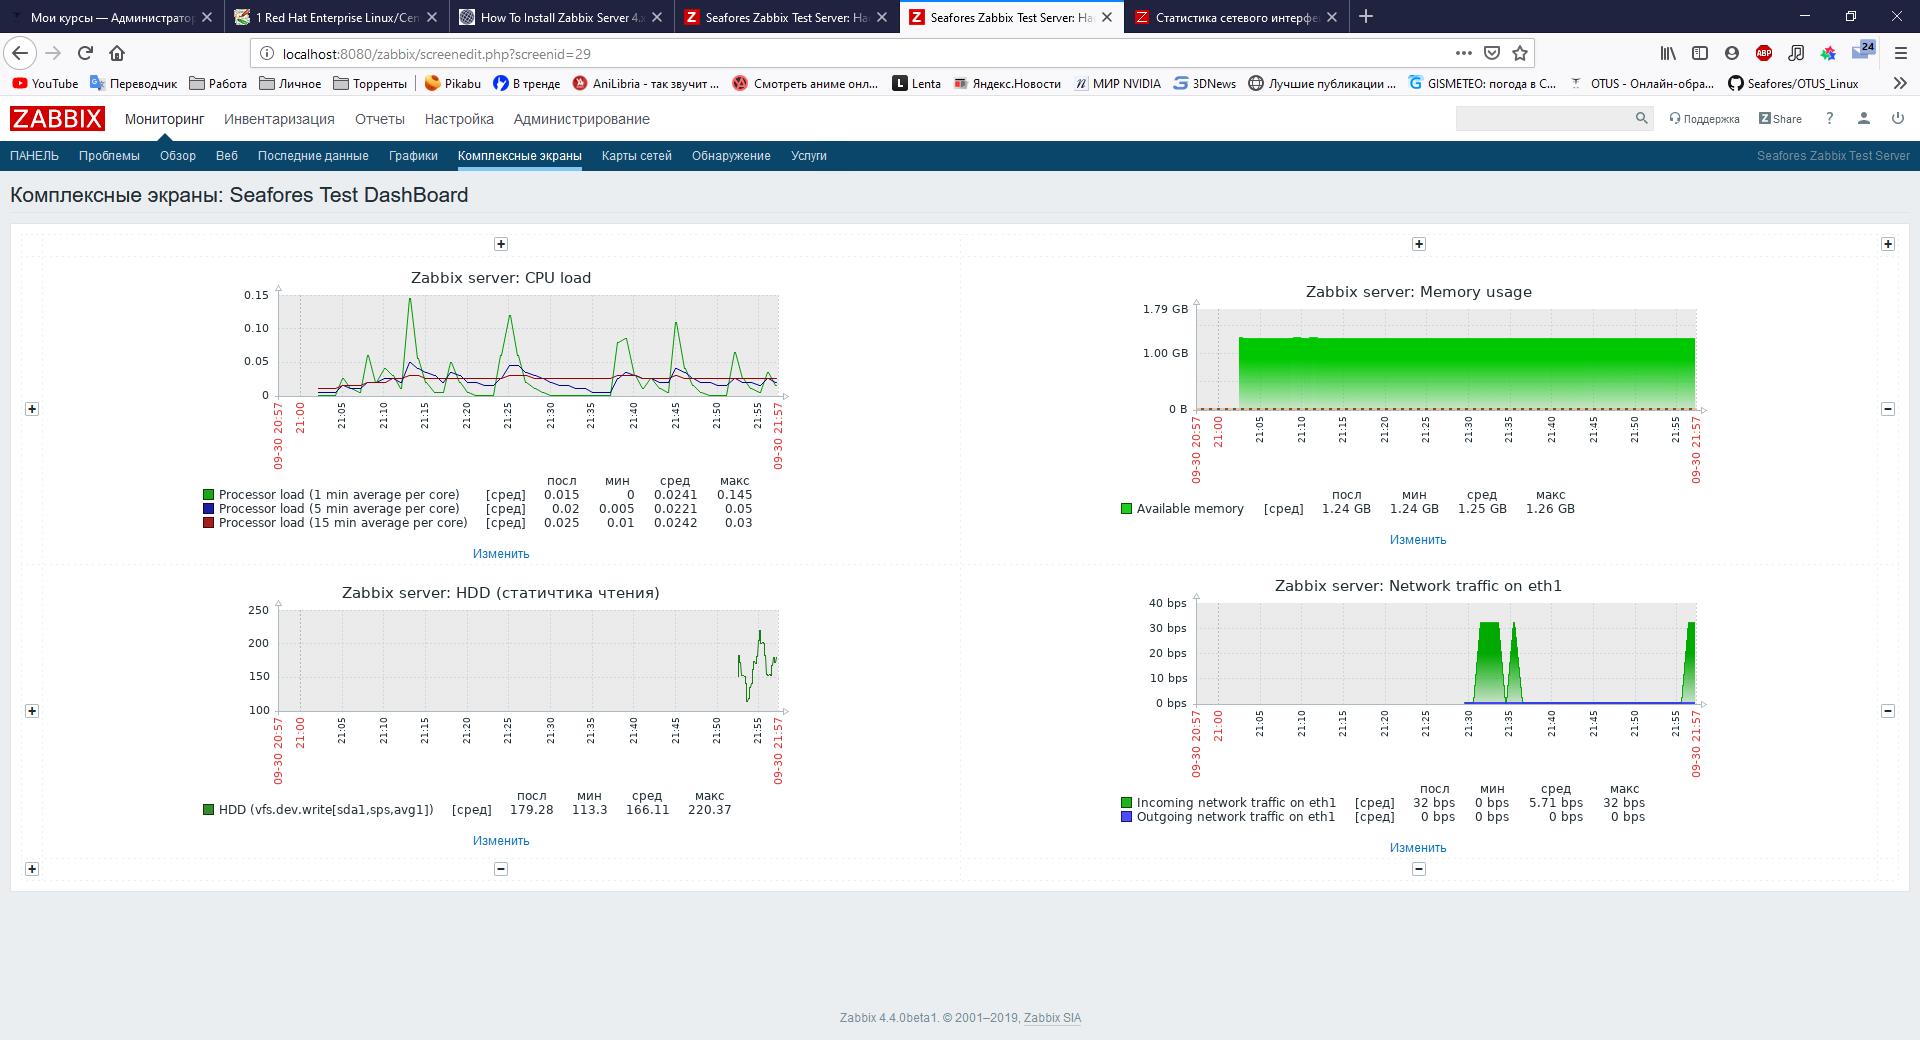 Мои курсы — Администратор
1 Red Hat Enterprise Linux/Cen
How To Install Zabbix Server 4.x
Seafores Zabbix Test Server: На
Seafores Zabbix Test Server: На
Статистика сетевого интерфе
localhost:8080/zabbix/screenedit.php?screenid=29
ABP
24
YouTube
Переводчик
Работа
Личное
Торренты
Pikabu
В тренде
AniLibria - так звучит ...
Смотреть аниме онл...
Lenta
Яндекс.Новости
МИР NVIDIA
3DNews
Лучшие публикации ...
GISMETEO: погода в С...
OTUS - Онлайн-обра...
Seafores/OTUS_Linux
ZABBIX
Мониторинг
Инвентаризация
Отчеты
Настройка
Администрирование
Поддержка
Z Share
?
ПАНЕЛЬ
Проблемы
Обзор
Веб
Последние данные
Графики
Комплексные экраны
Карты сетей
Обнаружение
Услуги
Seafores Zabbix Test Server
Комплексные экраны: Seafores Test DashBoard
Zabbix server: CPU load
0.15
0.10
0.05
0
09-30 20:57 21:00 21:05 21:10 21:15 21:20 21:25 21:30 21:35 21:40 21:45 21:50 21:55 09-30 21:57
посл мин сред макс
Processor load (1 min average per core) [сред] 0.015 0 0.0241 0.145
Processor load (5 min average per core) [сред] 0.02 0.005 0.0221 0.05
Processor load (15 min average per core) [сред] 0.025 0.01 0.0242 0.03
Изменить
Zabbix server: Memory usage
1.79 GB
1.00 GB
0 B
09-30 20:57 21:00 21:05 21:10 21:15 21:20 21:25 21:30 21:35 21:40 21:45 21:50 21:55 09-30 21:57
посл мин сред макс
Available memory [сред] 1.24 GB 1.24 GB 1.25 GB 1.26 GB
Изменить
Zabbix server: HDD (статичтика чтения)
250
200
150
100
09-30 20:57 21:00 21:05 21:10 21:15 21:20 21:25 21:30 21:35 21:40 21:45 21:50 21:55 09-30 21:57
посл мин сред макс
HDD (vfs.dev.write[sda1,sps,avg1]) [сред] 179.28 113.3 166.11 220.37
Изменить
Zabbix server: Network traffic on eth1
40 bps
30 bps
20 bps
10 bps
0 bps
09-30 20:57 21:00 21:05 21:10 21:15 21:20 21:25 21:30 21:35 21:40 21:45 21:50 21:55 09-30 21:57
посл мин сред макс
Incoming network traffic on eth1 [сред] 32 bps 0 bps 5.71 bps 32 bps
Outgoing network traffic on eth1 [сред] 0 bps 0 bps 0 bps 0 bps
Изменить
Zabbix 4.4.0beta1. © 2001–2019, Zabbix SIA